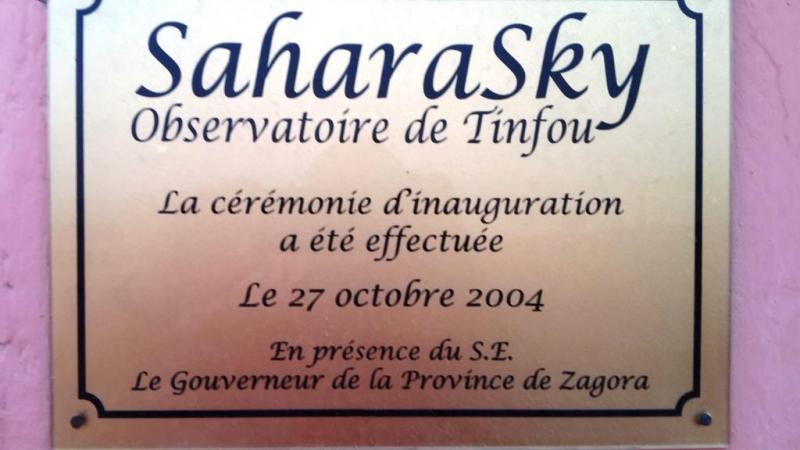 SaharaSky
Observatoire de Tinfou
La cérémonie d'inauguration
a été effectuée
Le 27 octobre 2004
En présence du S.E.
Le Gouverneur de la Province de Zagora